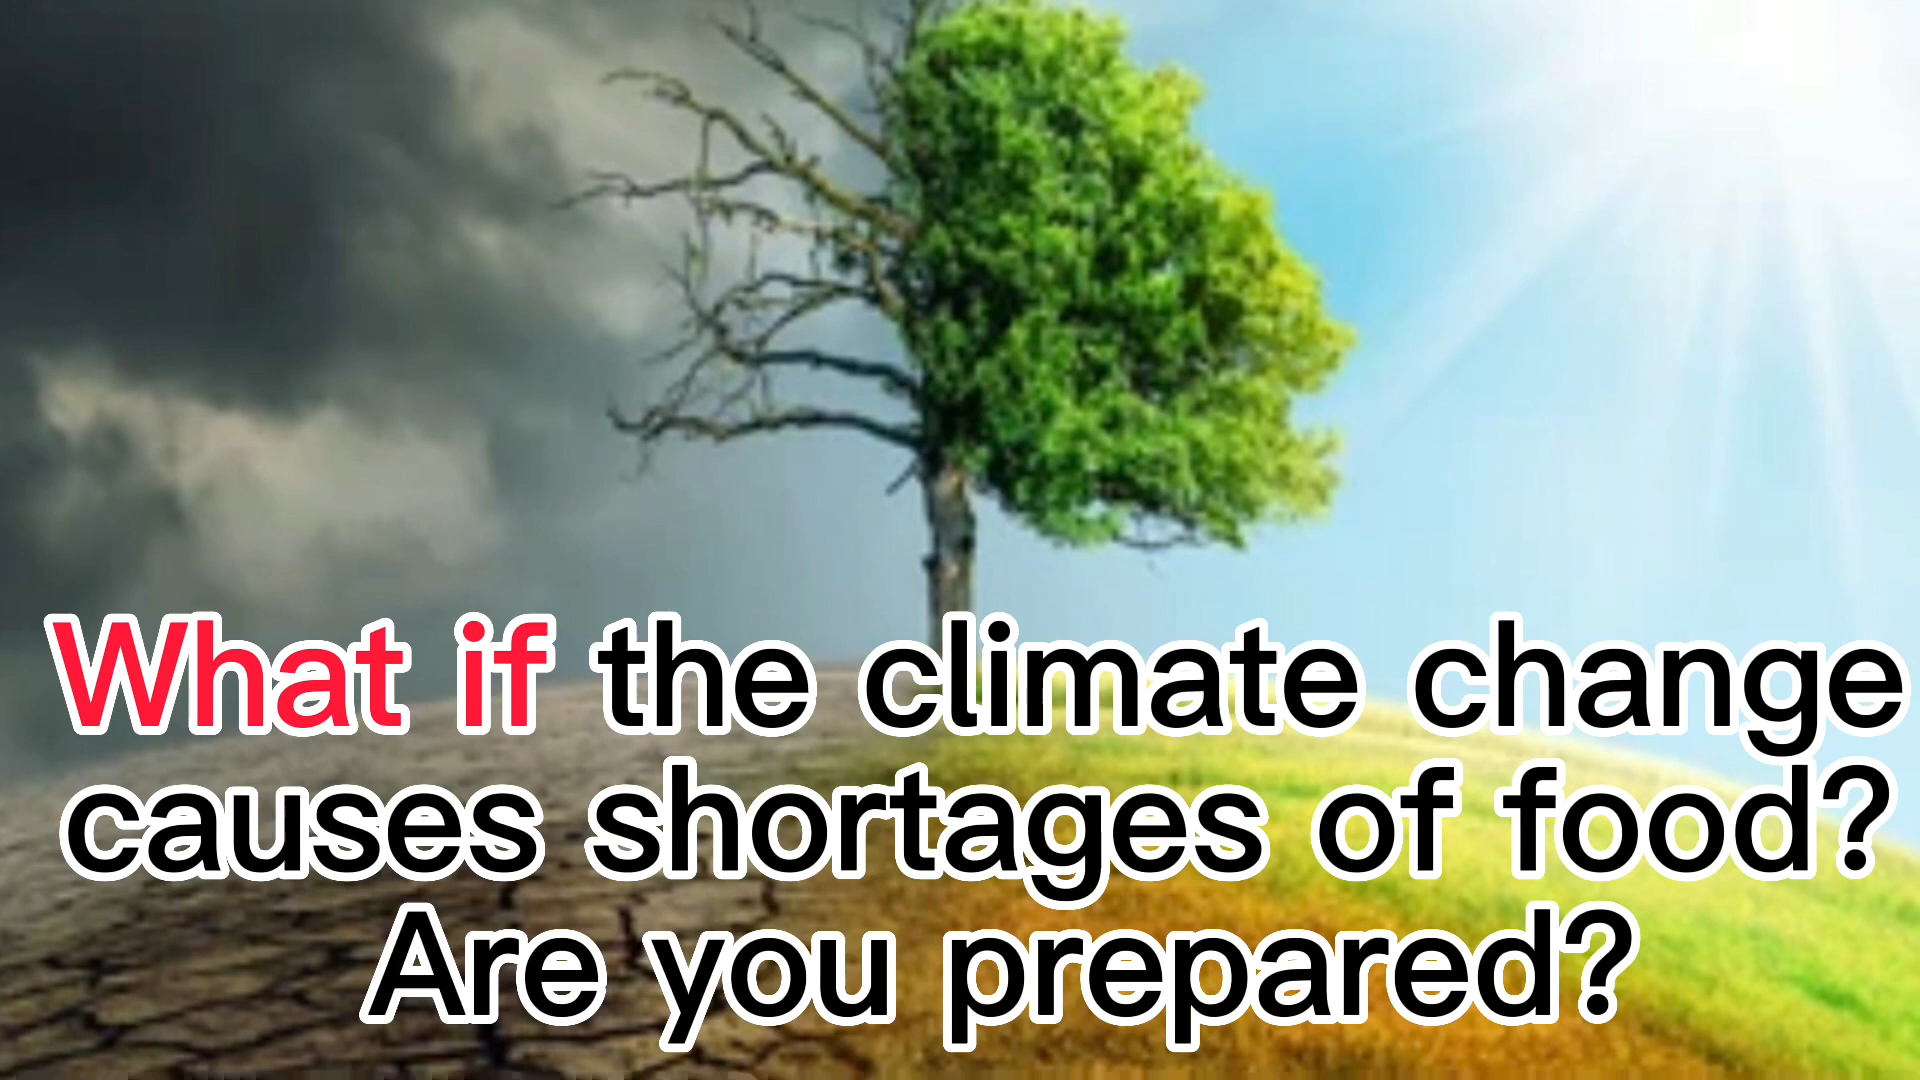 What if the climate change
causes shortages of food?
Are you prepared?